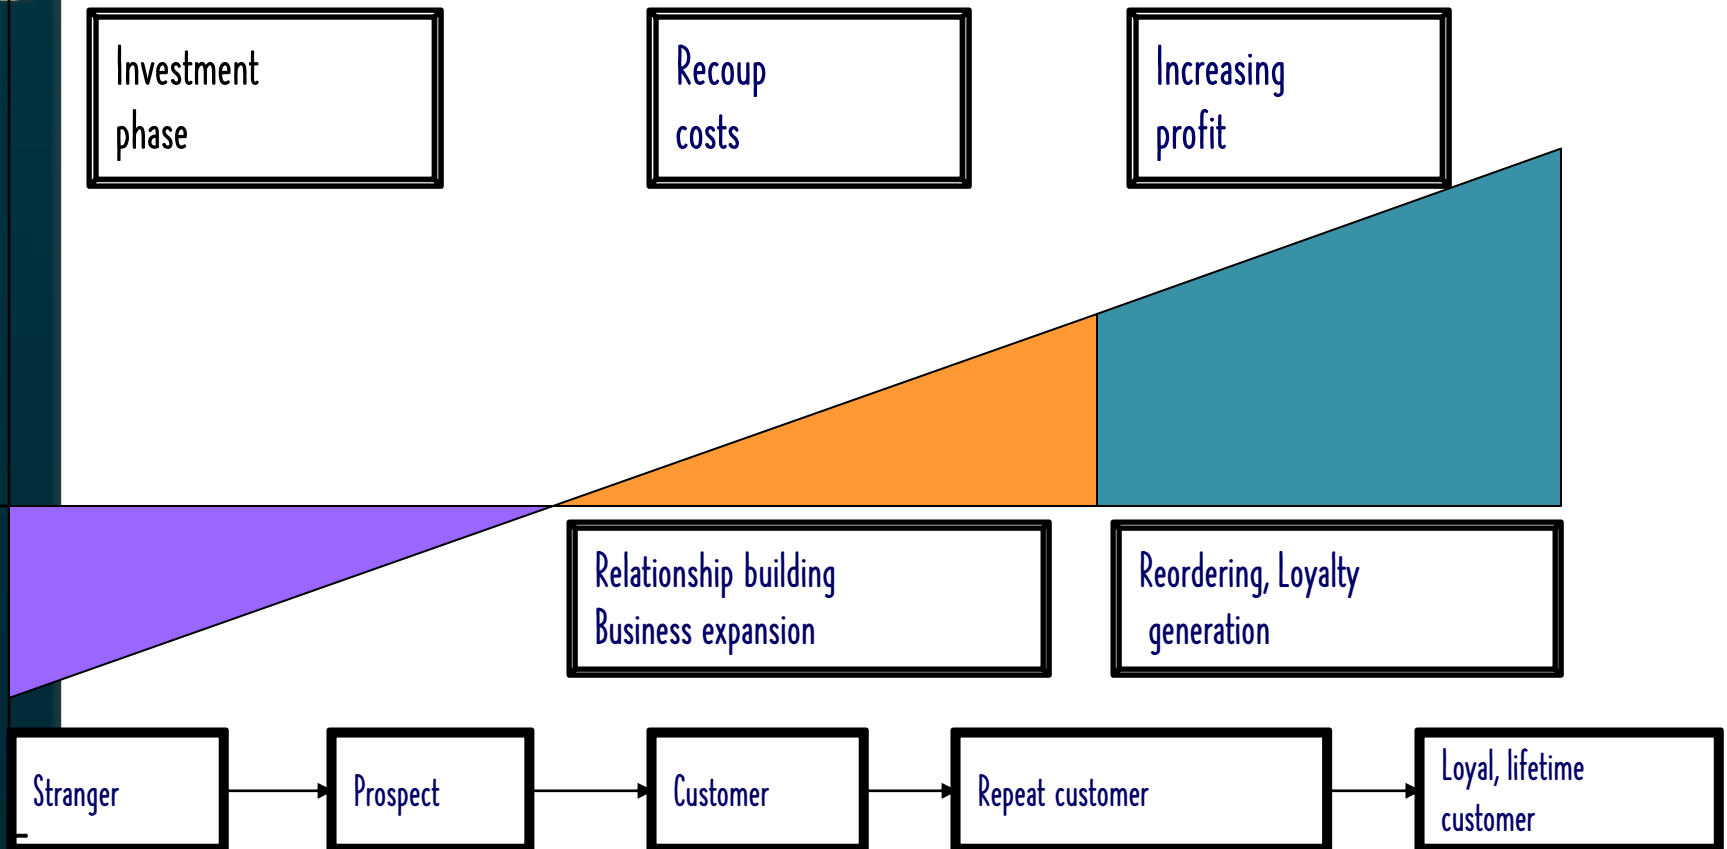 Investment
phase
Recoup
costs
Increasing
profit
Relationship building
Business expansion
Reordering, Loyalty
generation
Stranger
Prospect
Customer
Repeat customer
Loyal, lifetime
customer